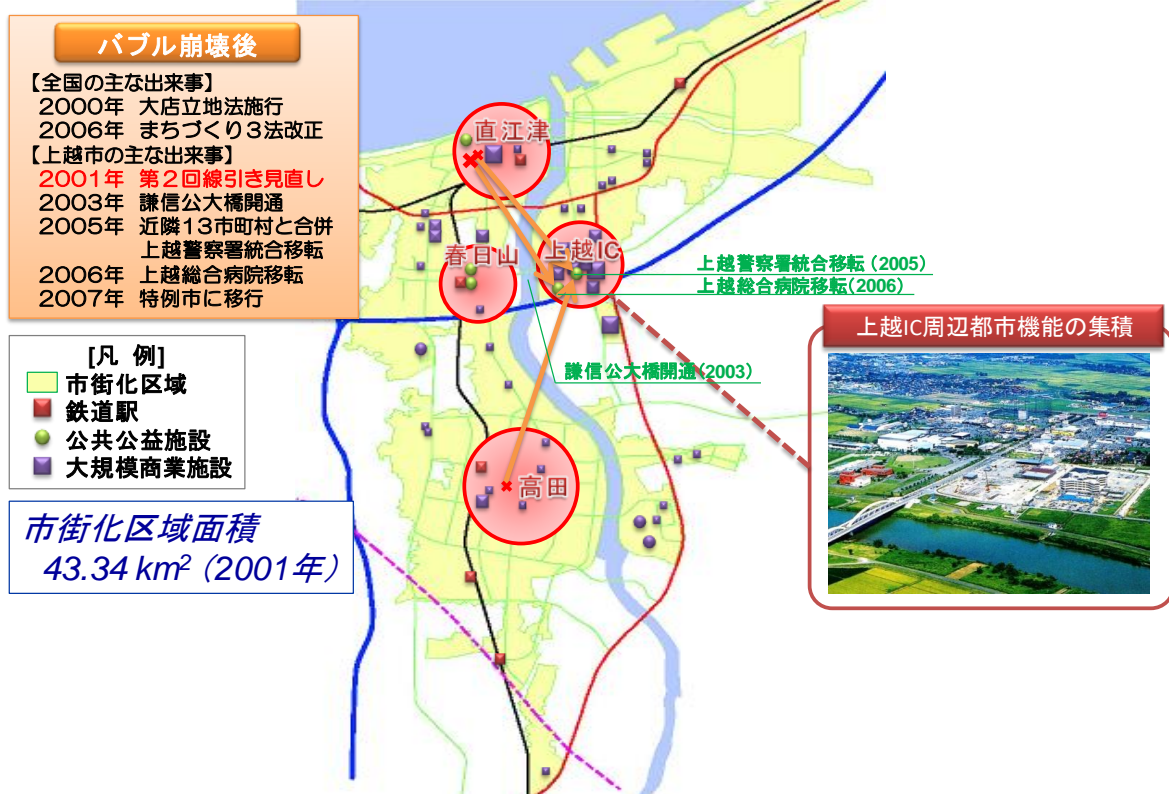 バブル崩壊後
【全国の主な出来事】
2000年 大店立地法施行
2006年 まちづくり3法改正
【上越市の主な出来事】
2001年 第2回線引き見直し
2003年 謙信公大橋開通
2005年 近隣13市町村と合併
上越警察署統合移転
2006年 上越総合病院移転
2007年 特例市に移行
[凡 例]
市街化区域
鉄道駅
公共公益施設
大規模商業施設
市街化区域面積
43.34 km² (2001年)
直江津
春日山
上越IC
高田
上越警察署統合移転 (2005)
上越総合病院移転(2006)
謙信公大橋開通(2003)
上越IC周辺都市機能の集積